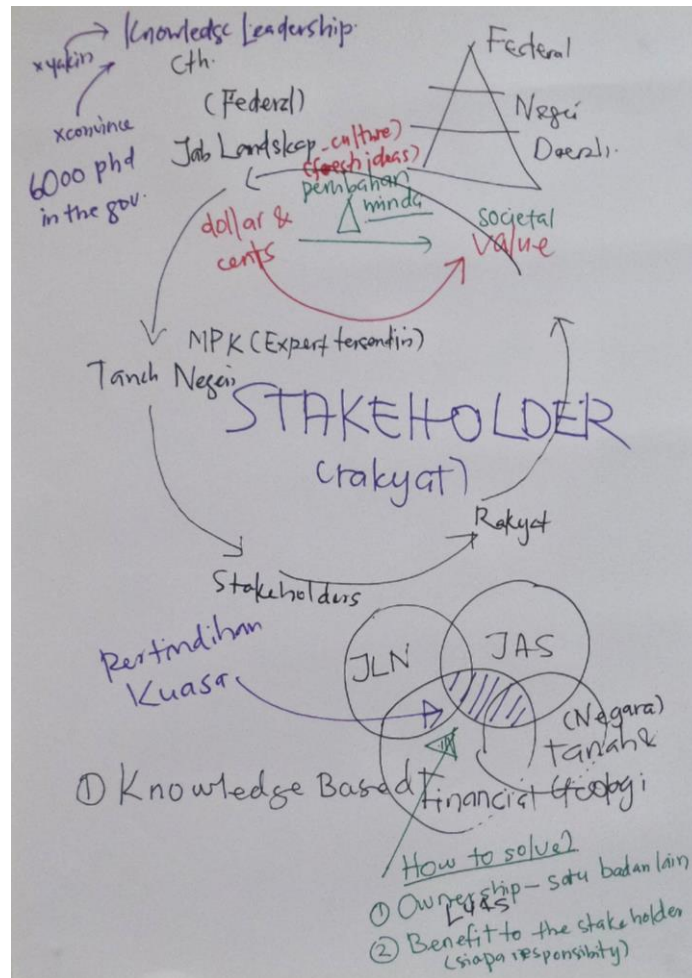 Knowledge Leadership.
xyakin
Cth.
(Federal)
xconvince
6000 phd
in the gov.
Jab Landskap
culture)
(fresh ideas)
perubahan
minda
Federal
Negeri
Daerah.
dollar &
cents
societal
value
MPK (Expert tersendiri)
Tanah Negeri
STAKEHOLDER
(rakyat)
Rakyat
Stakeholders
Pertindihan
Kuasa
JLN
JAS
(Negara)
Tanah &
① Knowledge Based
Financial
How to solve?
① Ownership – satu badan lain
② Benefit to the stakeholder
(siapa responsibity)